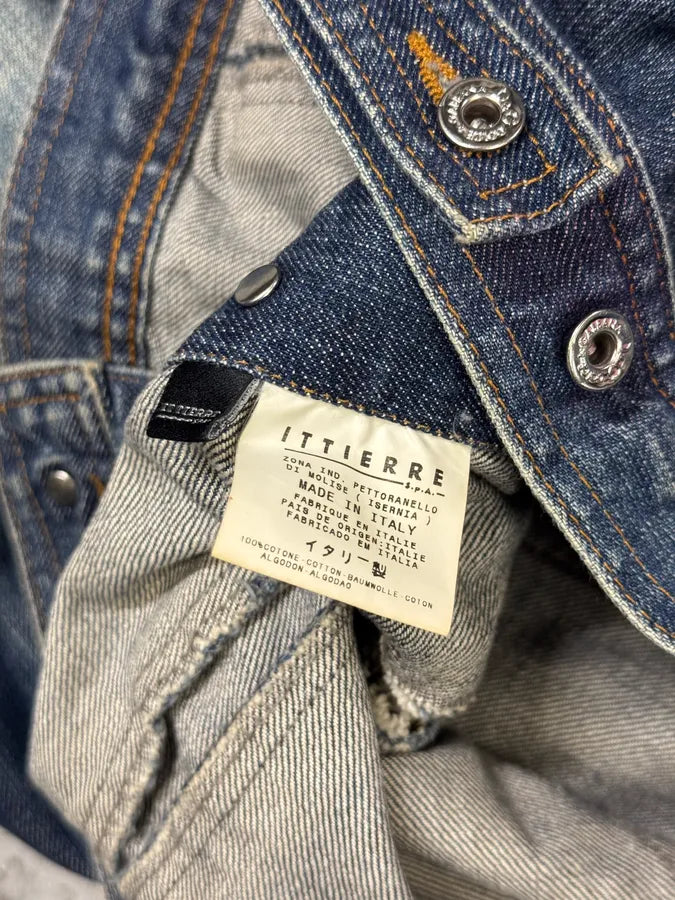 ITTIERRE
ITTIERRE
S.P.A.
ZONA IND. PETTORANELLO
DI MOLISE ( ISERNIA )
MADE IN ITALY
FABRIQUE EN ITALIE
PAIS DE ORIGEN:ITALIE
FABRICADO EM ITALIA
イタリー製
100%COTONE-COTTON-BAUMWOLLE-COTON
ALGODON-ALGODAO